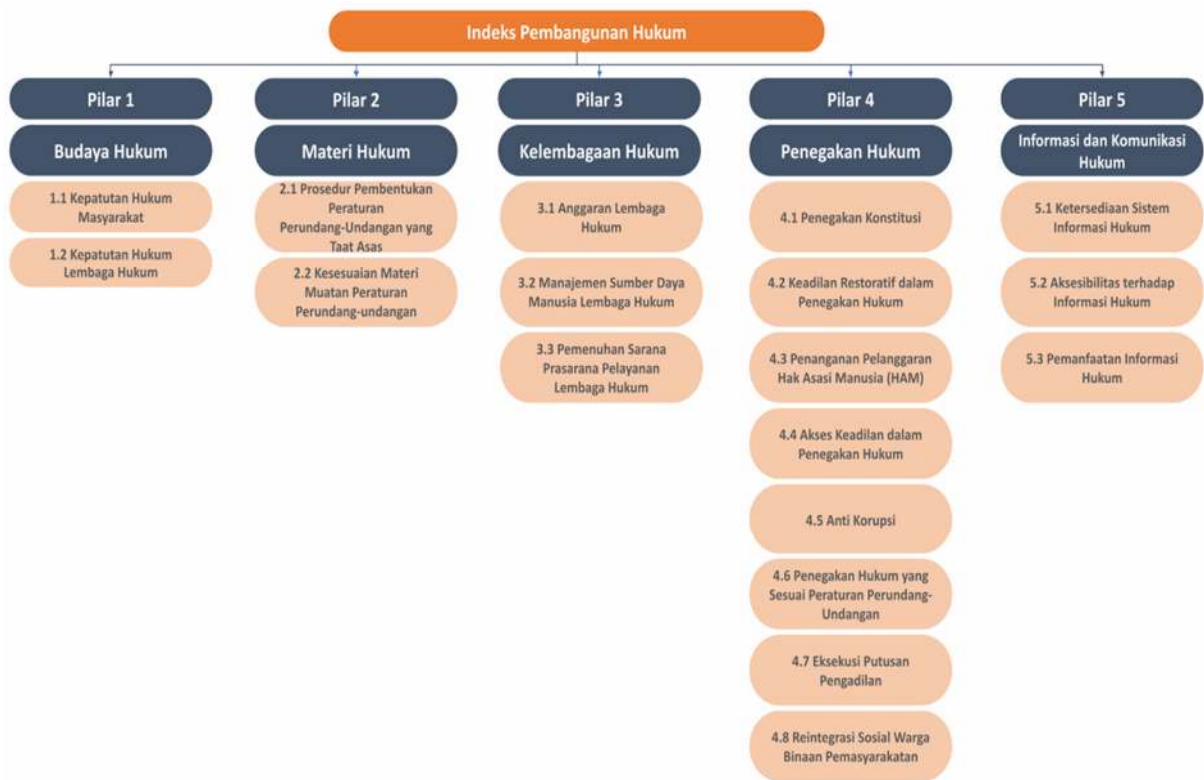 Indeks Pembangunan Hukum
Pilar 1
Budaya Hukum
1.1 Kepatutan Hukum
Masyarakat
1.2 Kepatutan Hukum
Lembaga Hukum
Pilar 2
Materi Hukum
2.1 Prosedur Pembentukan
Peraturan
Perundang-Undangan yang
Taat Asas
2.2 Kesesuaian Materi
Muatan Peraturan
Perundang-undangan
Pilar 3
Kelembagaan Hukum
3.1 Anggaran Lembaga
Hukum
3.2 Manajemen Sumber Daya
Manusia Lembaga Hukum
3.3 Pemenuhan Sarana
Prasarana Pelayanan
Lembaga Hukum
Pilar 4
Penegakan Hukum
4.1 Penegakan Konstitusi
4.2 Keadilan Restoratif dalam
Penegakan Hukum
4.3 Penanganan Pelanggaran
Hak Asasi Manusia (HAM)
4.4 Akses Keadilan dalam
Penegakan Hukum
4.5 Anti Korupsi
4.6 Penegakan Hukum yang
Sesuai Peraturan Perundang-
Undangan
4.7 Eksekusi Putusan
Pengadilan
4.8 Reintegrasi Sosial Warga
Binaan Pemasyarakatan
Pilar 5
Informasi dan Komunikasi
Hukum
5.1 Ketersediaan Sistem
Informasi Hukum
5.2 Aksesibilitas terhadap
Informasi Hukum
5.3 Pemanfaatan Informasi
Hukum